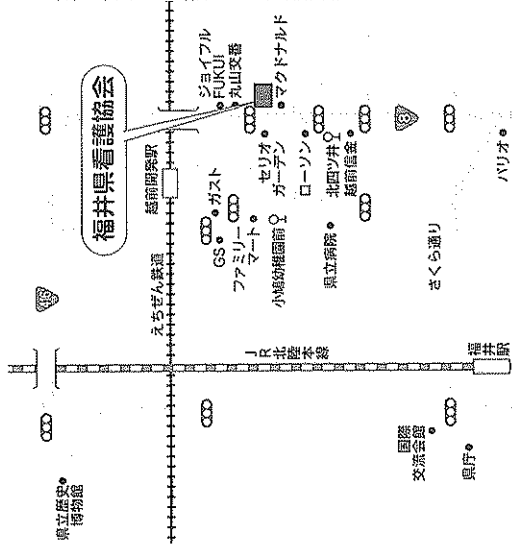 福井県看護協会
越前開発駅
ジョイフル
FUKUI
丸山交番
マクドナルド
セリオ
ガーデン
ローソン
北四ツ井
越前信金
8
パリオ
ガスト
GS
ファミリー
マート
小鳩幼稚園前
県立病院
さくら通り
えちぜん鉄道
JR北陸本線
福井駅
国際
交流会館
県庁
県立歴史
博物館